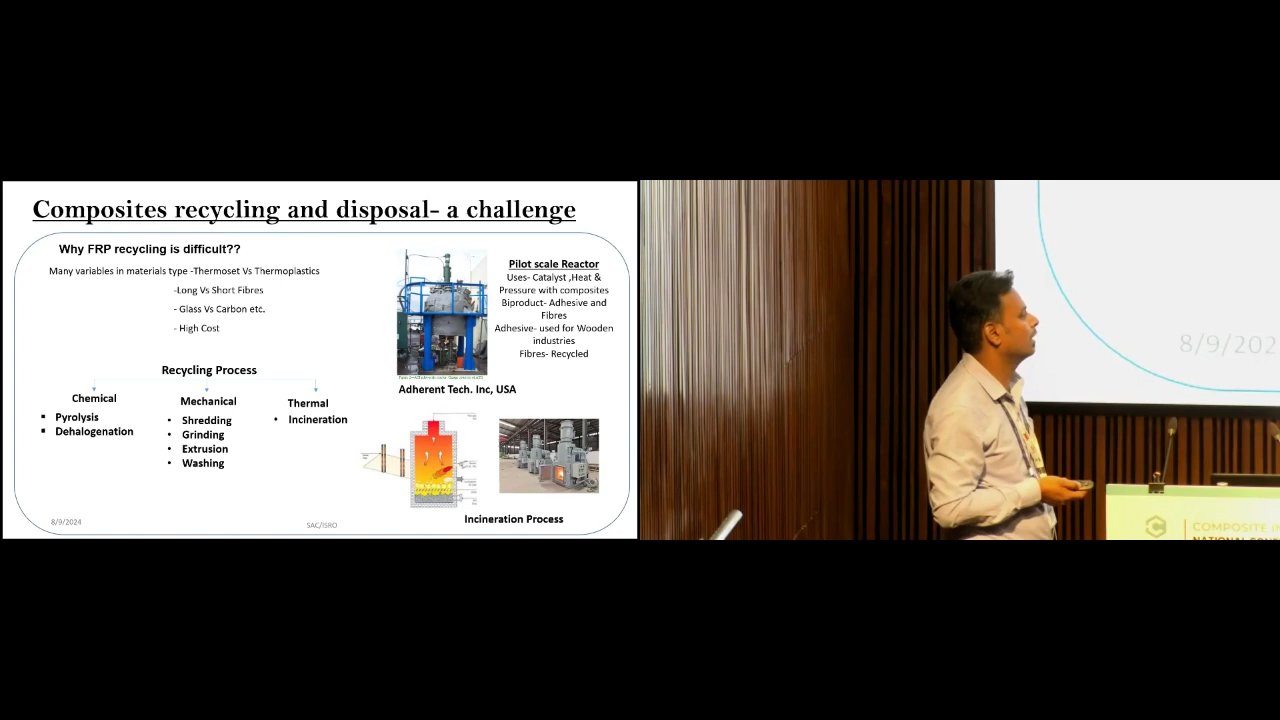 Composites recycling and disposal- a challenge
Why FRP recycling is difficult??
Many variables in materials type -Thermoset Vs Thermoplastics
-Long Vs Short Fibres
- Glass Vs Carbon etc.
- High Cost
Recycling Process
Chemical
▪ Pyrolysis
▪ Dehalogenation
Mechanical
• Shredding
• Grinding
• Extrusion
• Washing
Thermal
• Incineration
Pilot scale Reactor
Uses- Catalyst ,Heat &
Pressure with composites
Biproduct- Adhesive and
Fibres
Adhesive- used for Wooden
industries
Fibres- Recycled
Adherent Tech. Inc, USA
Incineration Process
8/9/2024
SAC/ISRO
8/9/202
COMPOSITE